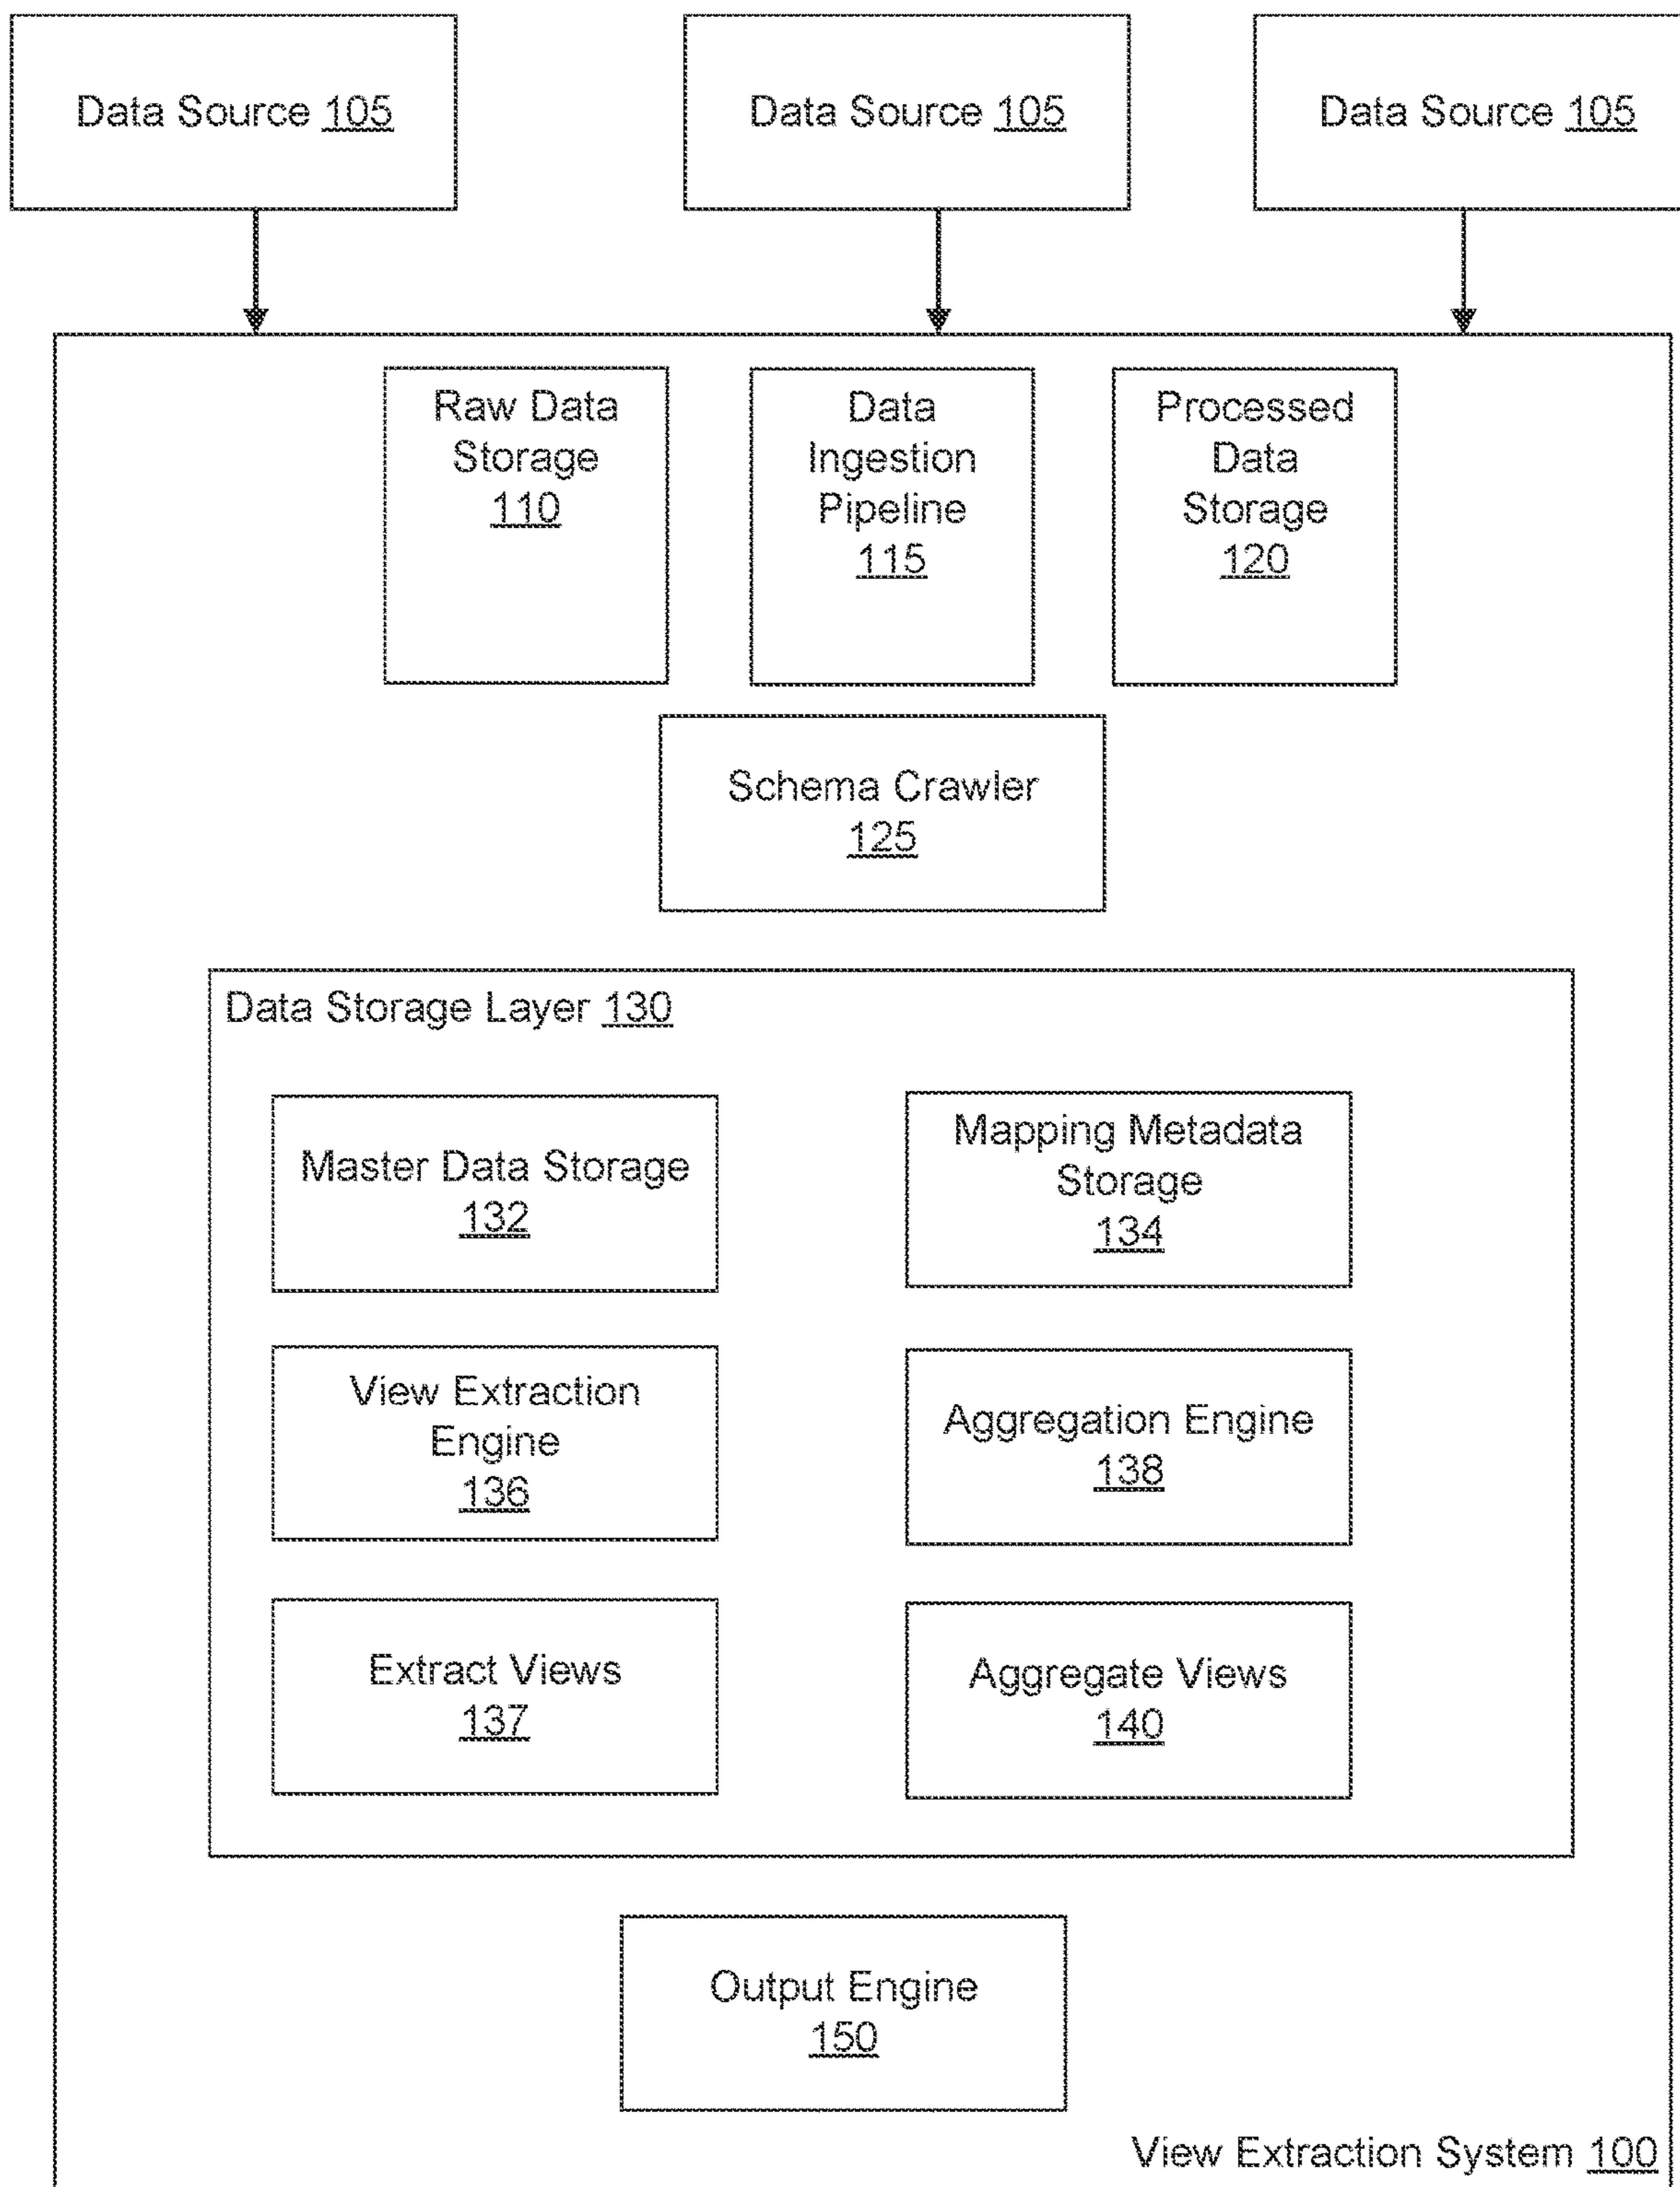 Data Source 105
Data Source 105
Data Source 105
Raw Data
Storage
110
Data
Ingestion
Pipeline
115
Processed
Data
Storage
120
Schema Crawler
125
Data Storage Layer 130
Master Data Storage
132
Mapping Metadata
Storage
134
View Extraction
Engine
136
Aggregation Engine
138
Extract Views
137
Aggregate Views
140
Output Engine
150
View Extraction System 100